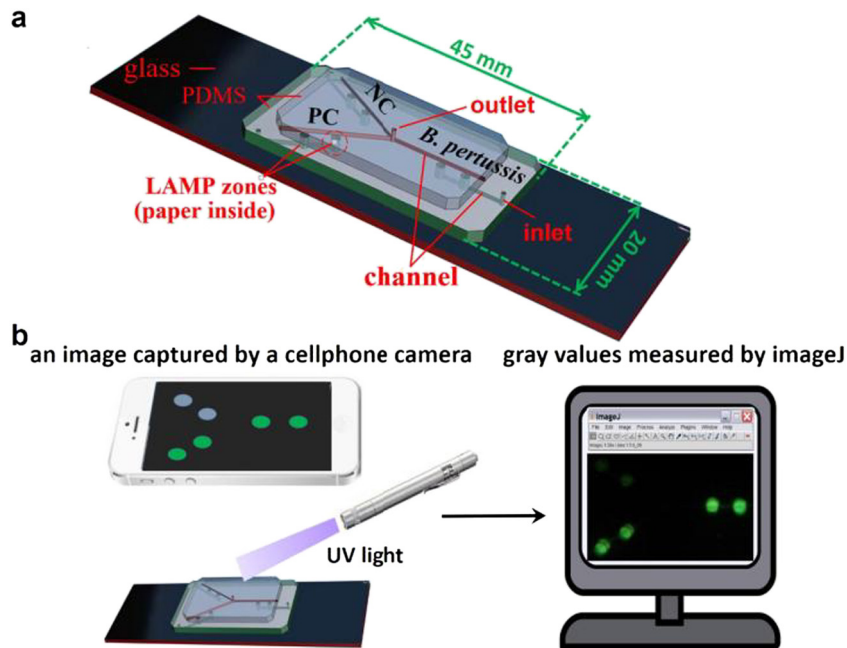 a
45 mm
glass
PDMS
NC
outlet
PC
B. pertussis
LAMP zones
(paper inside)
inlet
channel
20 mm
b
an image captured by a cellphone camera
gray values measured by imageJ
ImageJ
File Edit Image Process Analyze Plugins Window Help
UV light